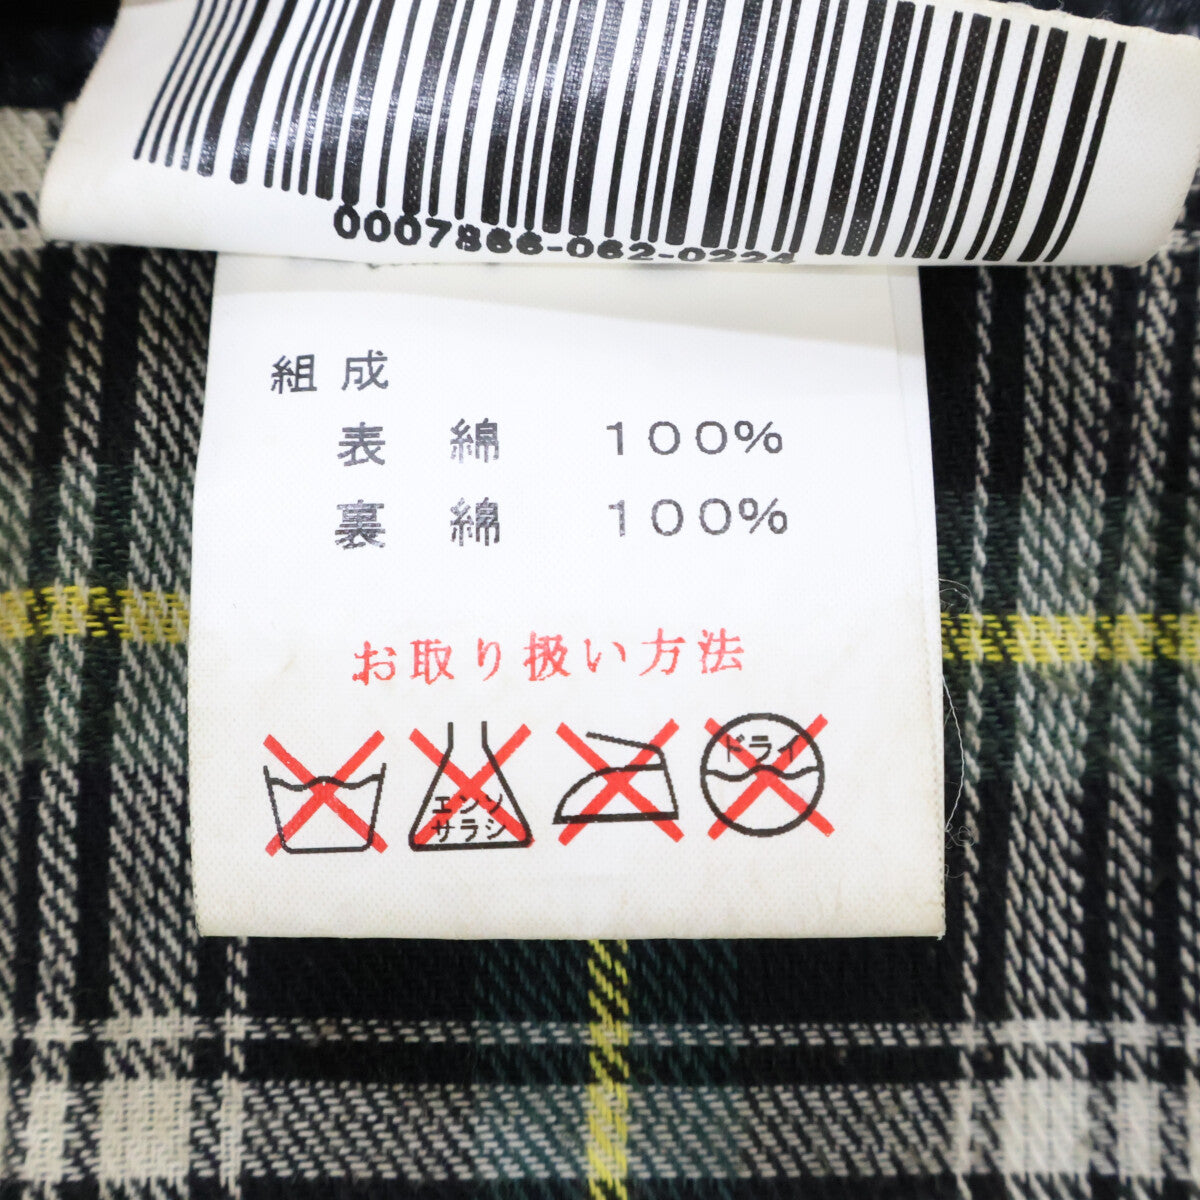 0007866-062-0224
組成
表 綿 100%
裏 綿 100%
お取り扱い方法
エンソ
サラシ
ドライ